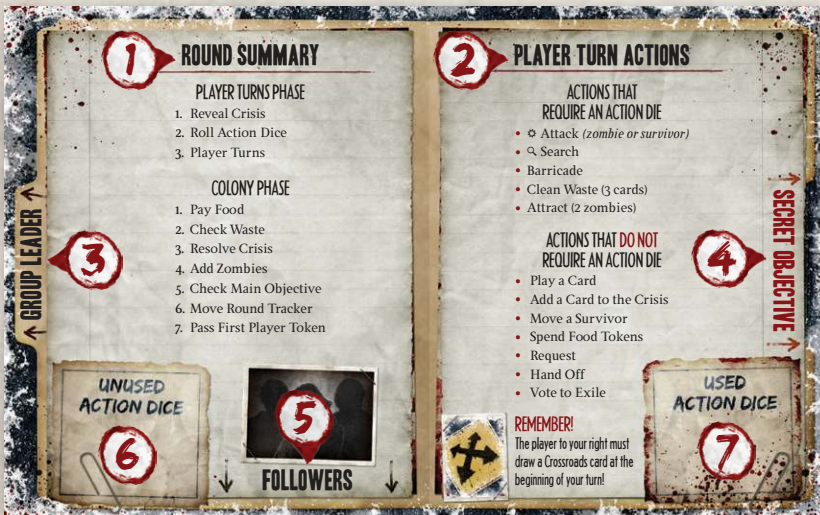 1
ROUND SUMMARY
PLAYER TURNS PHASE
1. Reveal Crisis
2. Roll Action Dice
3. Player Turns
COLONY PHASE
1. Pay Food
2. Check Waste
3. Resolve Crisis
4. Add Zombies
5. Check Main Objective
6. Move Round Tracker
7. Pass First Player Token
GROUP LEADER
3
UNUSED
ACTION DICE
6
5
FOLLOWERS
2
PLAYER TURN ACTIONS
ACTIONS THAT
REQUIRE AN ACTION DIE
• Attack (zombie or survivor)
• Search
• Barricade
• Clean Waste (3 cards)
• Attract (2 zombies)
ACTIONS THAT DO NOT
REQUIRE AN ACTION DIE
• Play a Card
• Add a Card to the Crisis
• Move a Survivor
• Spend Food Tokens
• Request
• Hand Off
• Vote to Exile
REMEMBER!
The player to your right must
draw a Crossroads card at the
beginning of your turn!
4
SECRET OBJECTIVE
USED
ACTION DICE
7